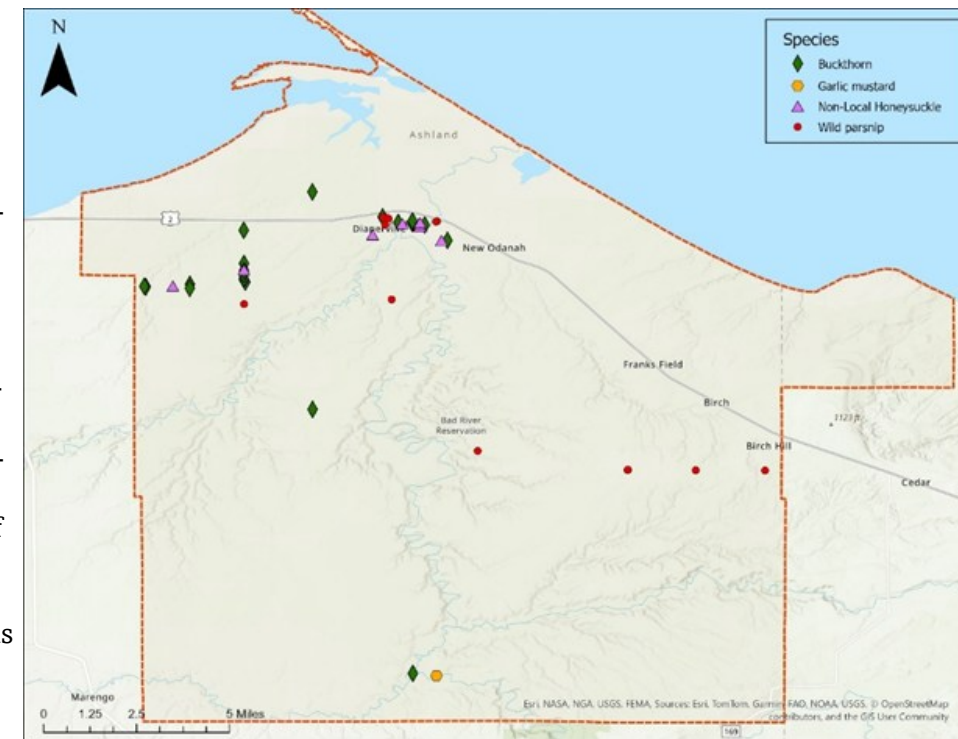 N
Species
Buckthorn
Garlic mustard
Non-Local Honeysuckle
Wild parsnip
Ashland
2
New Odanah
Franks Field
Bad River
Reservation
Birch
1123 ft
Birch Hill
Cedar
Marengo
0 1.25 2.5 5 Miles
Esri, NASA, NGA, USGS, FEMA, Sources: Esri, TomTom, Garmin, FAO, NOAA, USGS, © OpenStreetMap
contributors, and the GIS User Community
169